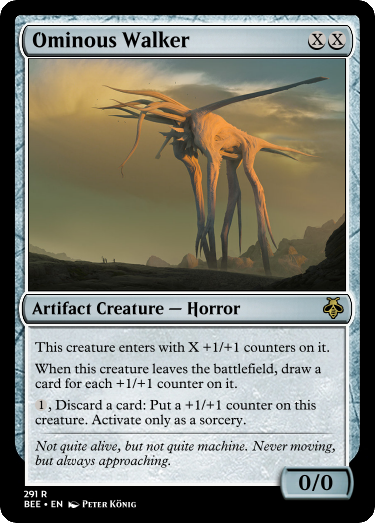 Ominous Walker X X
Artifact Creature — Horror
This creature enters with X +1/+1 counters on it.
When this creature leaves the battlefield, draw a
card for each +1/+1 counter on it.
1, Discard a card: Put a +1/+1 counter on this
creature. Activate only as a sorcery.
Not quite alive, but not quite machine. Never moving,
but always approaching.
0/0
291 R
BEE • EN Peter König